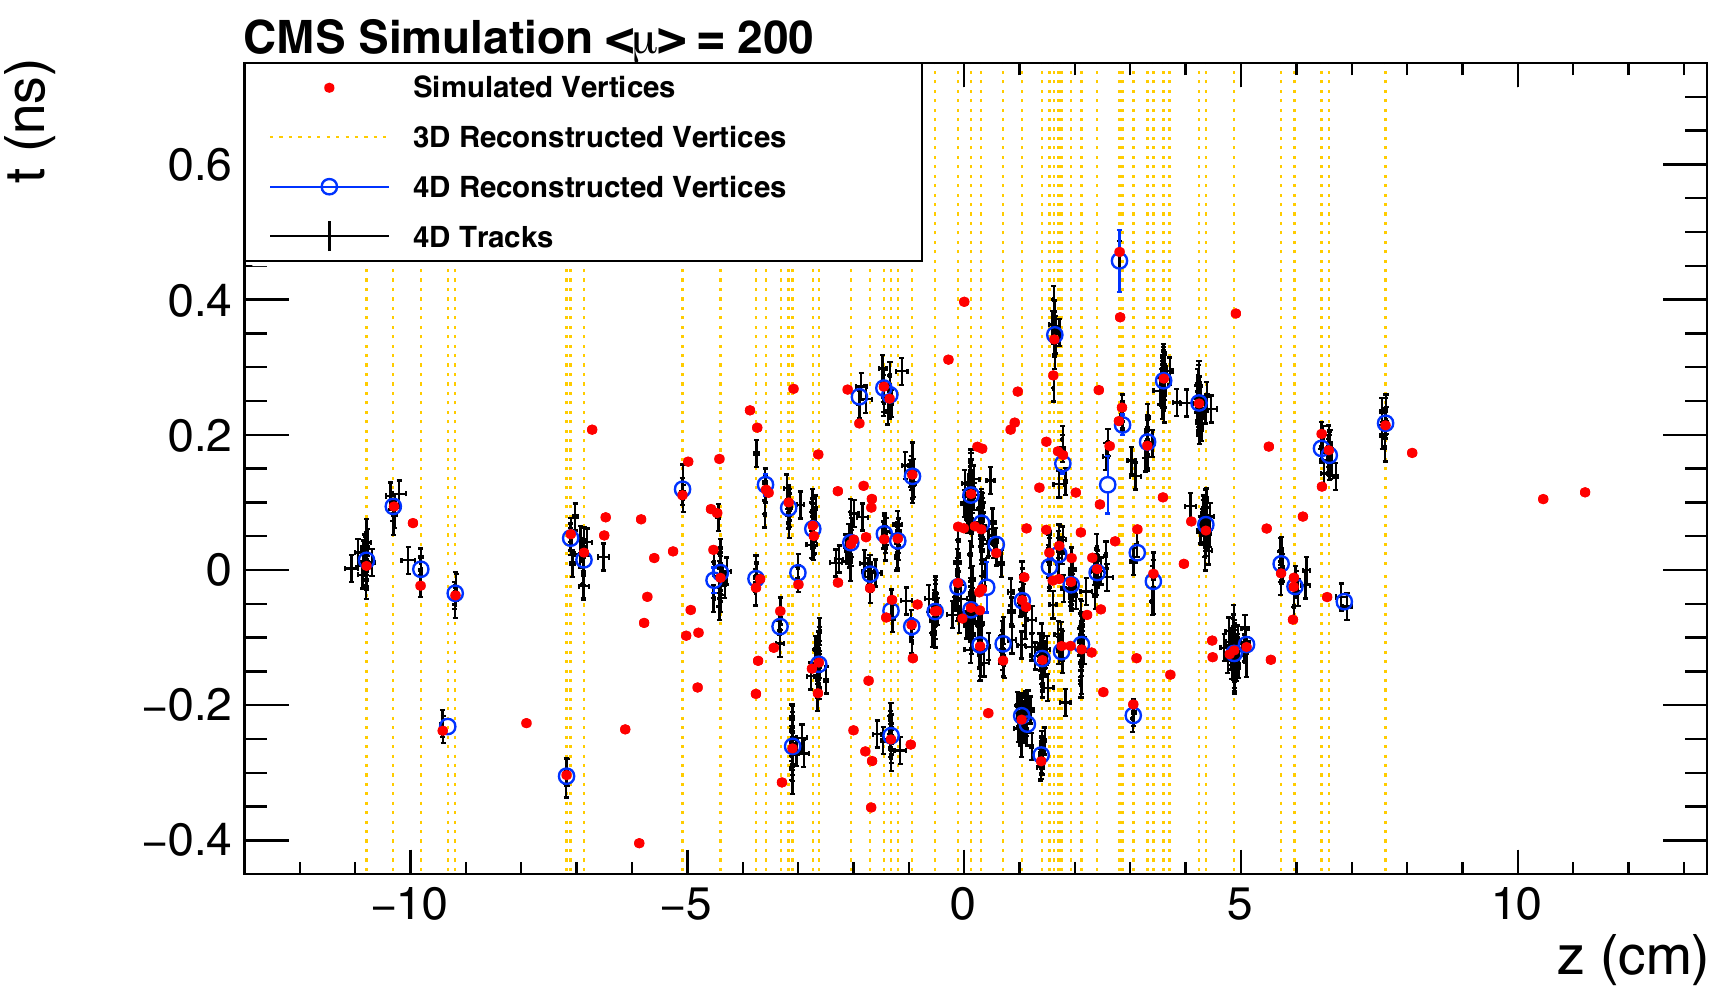 CMS Simulation <μ> = 200
Simulated Vertices
3D Reconstructed Vertices
4D Reconstructed Vertices
4D Tracks
t (ns)
0.6
0.4
0.2
0
−0.2
−0.4
−10 −5 0 5 10
z (cm)